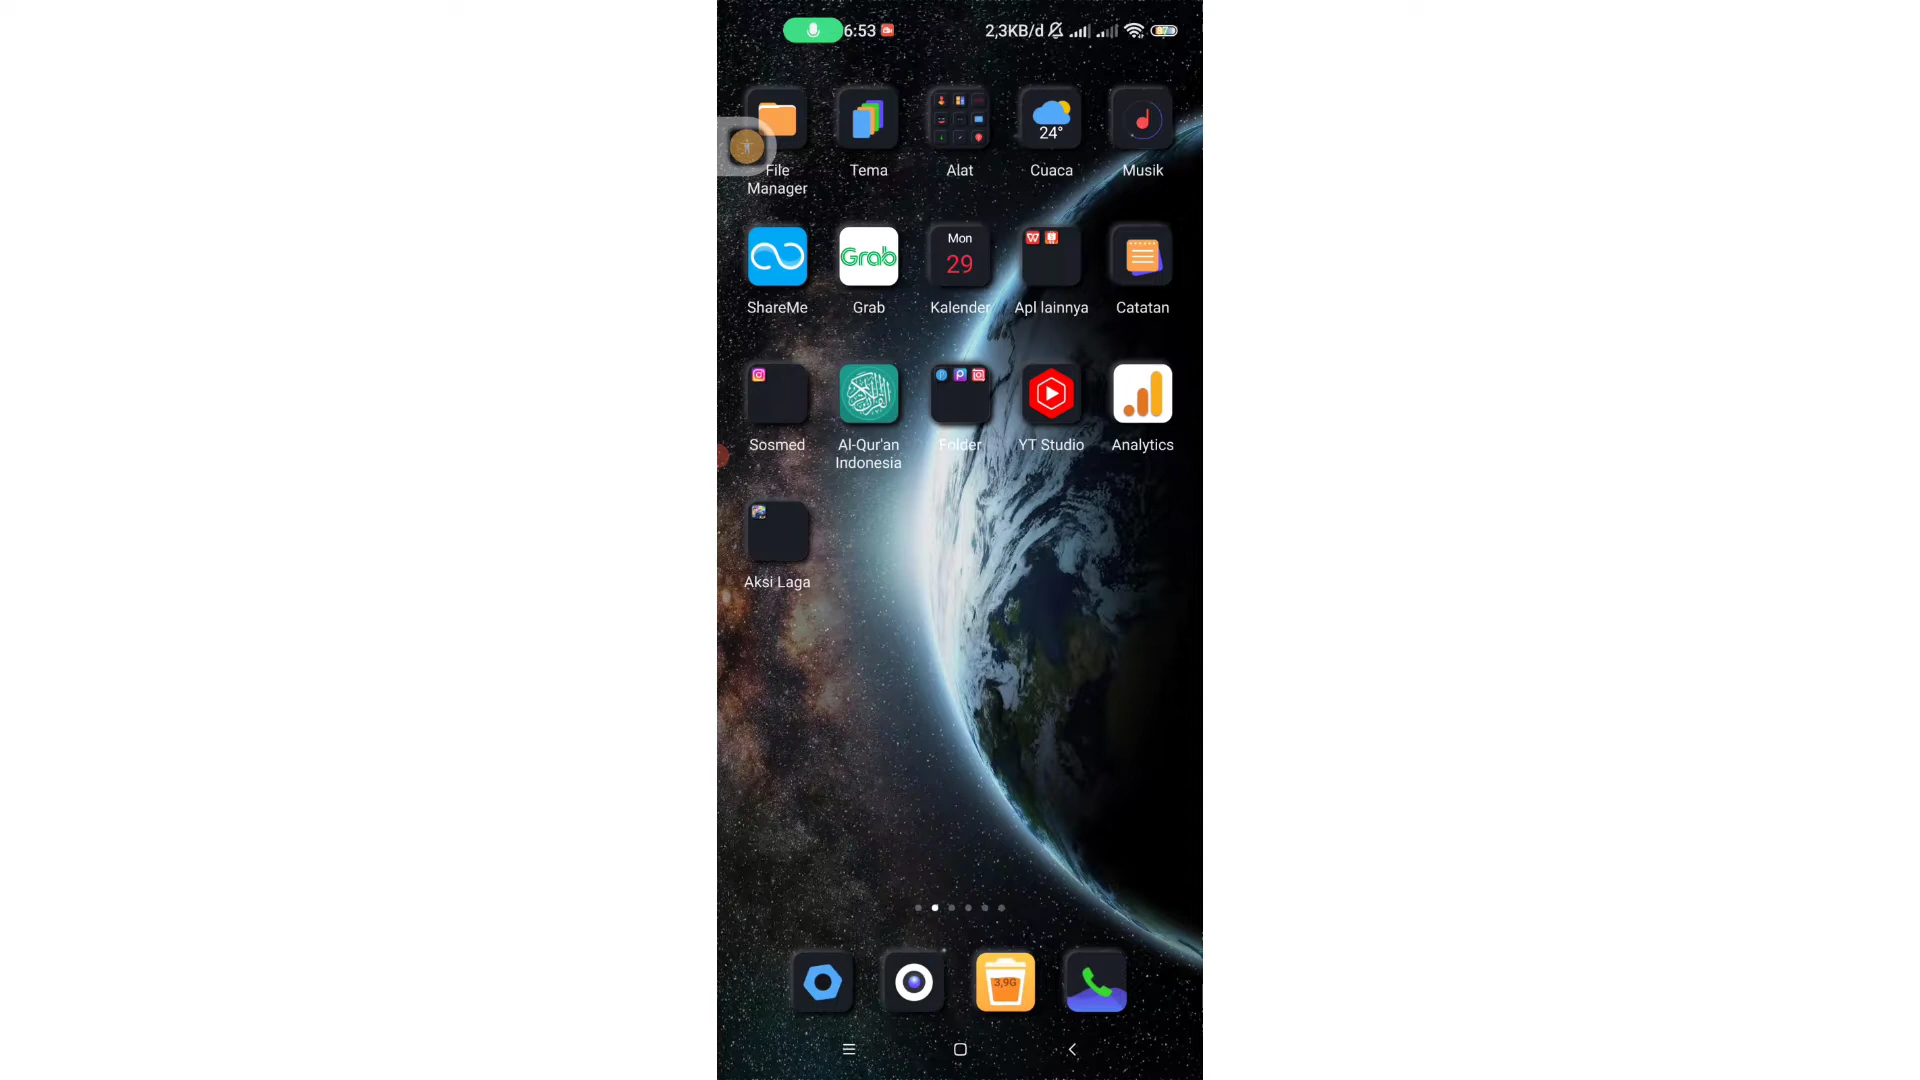 6:53 2,3KB/d
24°
File Manager Tema Alat Cuaca Musik
Grab Mon 29
ShareMe Grab Kalender Apl lainnya Catatan
Sosmed Al-Qur'an Indonesia Folder YT Studio Analytics
Aksi Laga
3,9G